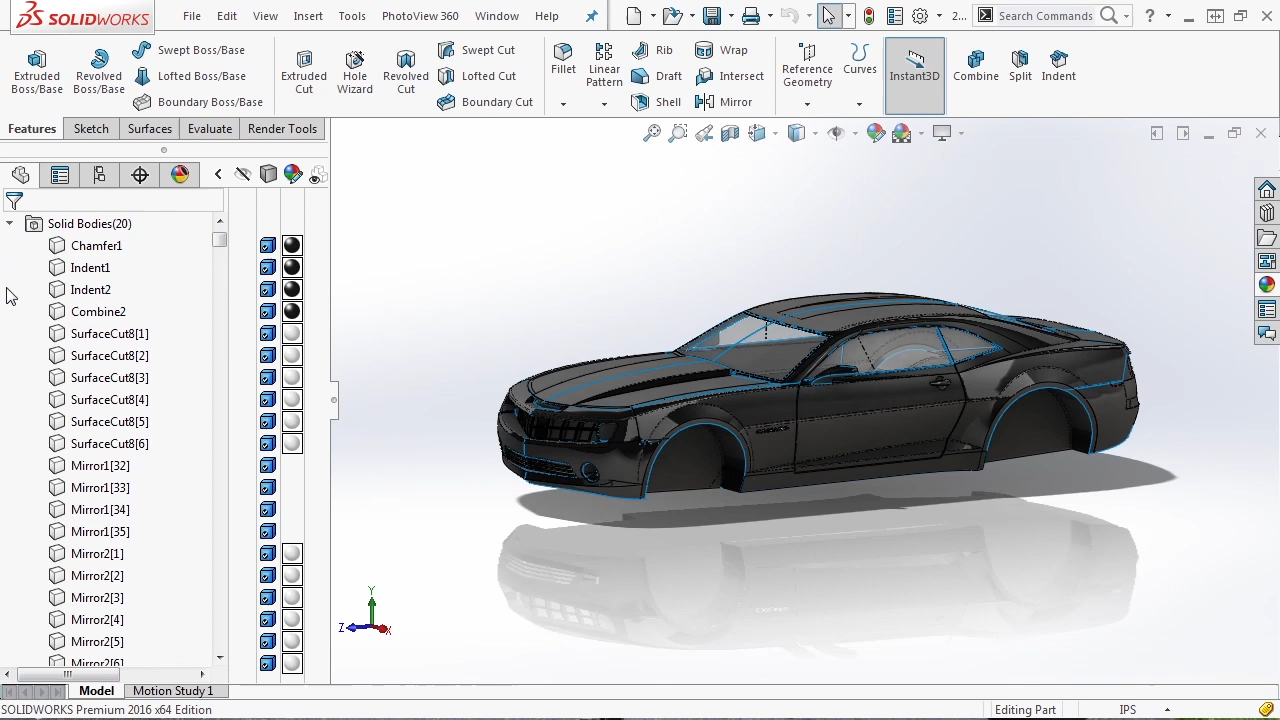 SOLIDWORKS File Edit View Insert Tools PhotoView 360 Window Help 2... Search Commands ?
Extruded Boss/Base
Revolved Boss/Base
Swept Boss/Base
Lofted Boss/Base
Boundary Boss/Base
Extruded Cut
Hole Wizard
Revolved Cut
Swept Cut
Lofted Cut
Boundary Cut
Fillet
Linear Pattern
Rib
Draft
Shell
Wrap
Intersect
Mirror
Reference Geometry
Curves
Instant3D
Combine
Split
Indent
Features Sketch Surfaces Evaluate Render Tools
Solid Bodies(20)
Chamfer1
Indent1
Indent2
Combine2
SurfaceCut8[1]
SurfaceCut8[2]
SurfaceCut8[3]
SurfaceCut8[4]
SurfaceCut8[5]
SurfaceCut8[6]
Mirror1[32]
Mirror1[33]
Mirror1[34]
Mirror1[35]
Mirror2[1]
Mirror2[2]
Mirror2[3]
Mirror2[4]
Mirror2[5]
Mirror2[6]
Y
Z X
Model Motion Study 1
SOLIDWORKS Premium 2016 x64 Edition Editing Part IPS